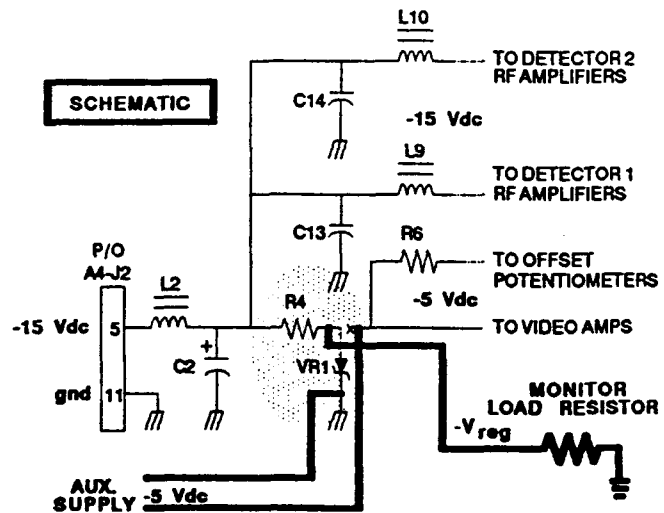 L10
TO DETECTOR 2
RF AMPLIFIERS
SCHEMATIC
C14
-15 Vdc
L9
TO DETECTOR 1
RF AMPLIFIERS
C13
R6
P/O
A4-J2
TO OFFSET
POTENTIOMETERS
L2
R4
-5 Vdc
-15 Vdc
5
x
TO VIDEO AMPS
+
C2
VR1
gnd
11
MONITOR
LOAD RESISTOR
-Vreg
AUX.
SUPPLY
-5 Vdc